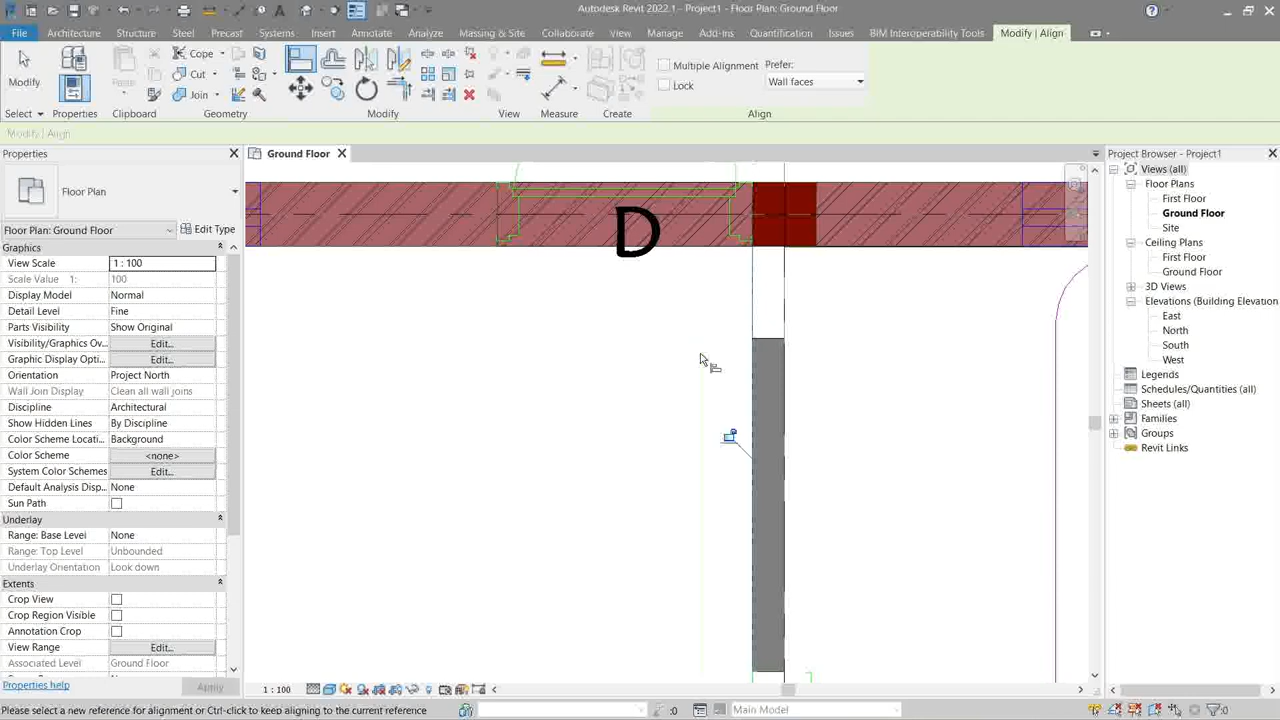 Autodesk Revit 2022.1 - Project1 - Floor Plan: Ground Floor
File Architecture Structure Steel Precast Systems Insert Annotate Analyze Massing & Site Collaborate View Manage Add-Ins Quantification Issues BIM Interoperability Tools Modify | Align
Modify
Paste
Cope
Cut
Join
Multiple Alignment
Lock
Prefer:
Wall faces
Select Properties Clipboard Geometry Modify View Measure Create Align
Modify | Align
Properties
Floor Plan
Floor Plan: Ground Floor Edit Type
Graphics
View Scale 1 : 100
Scale Value 1: 100
Display Model Normal
Detail Level Fine
Parts Visibility Show Original
Visibility/Graphics Ov... Edit...
Graphic Display Opti... Edit...
Orientation Project North
Wall Join Display Clean all wall joins
Discipline Architectural
Show Hidden Lines By Discipline
Color Scheme Locati... Background
Color Scheme <none>
System Color Schemes Edit...
Default Analysis Disp... None
Sun Path
Underlay
Range: Base Level None
Range: Top Level Unbounded
Underlay Orientation Look down
Extents
Crop View
Crop Region Visible
Annotation Crop
View Range Edit...
Associated Level Ground Floor
Properties help Apply
Ground Floor
D
Project Browser - Project1
Views (all)
Floor Plans
First Floor
Ground Floor
Site
Ceiling Plans
First Floor
Ground Floor
3D Views
Elevations (Building Elevation
East
North
South
West
Legends
Schedules/Quantities (all)
Sheets (all)
Families
Groups
Revit Links
1 : 100
Please select a new reference for alignment or Ctrl-click to keep aligning to the current reference
:0
Main Model
:0